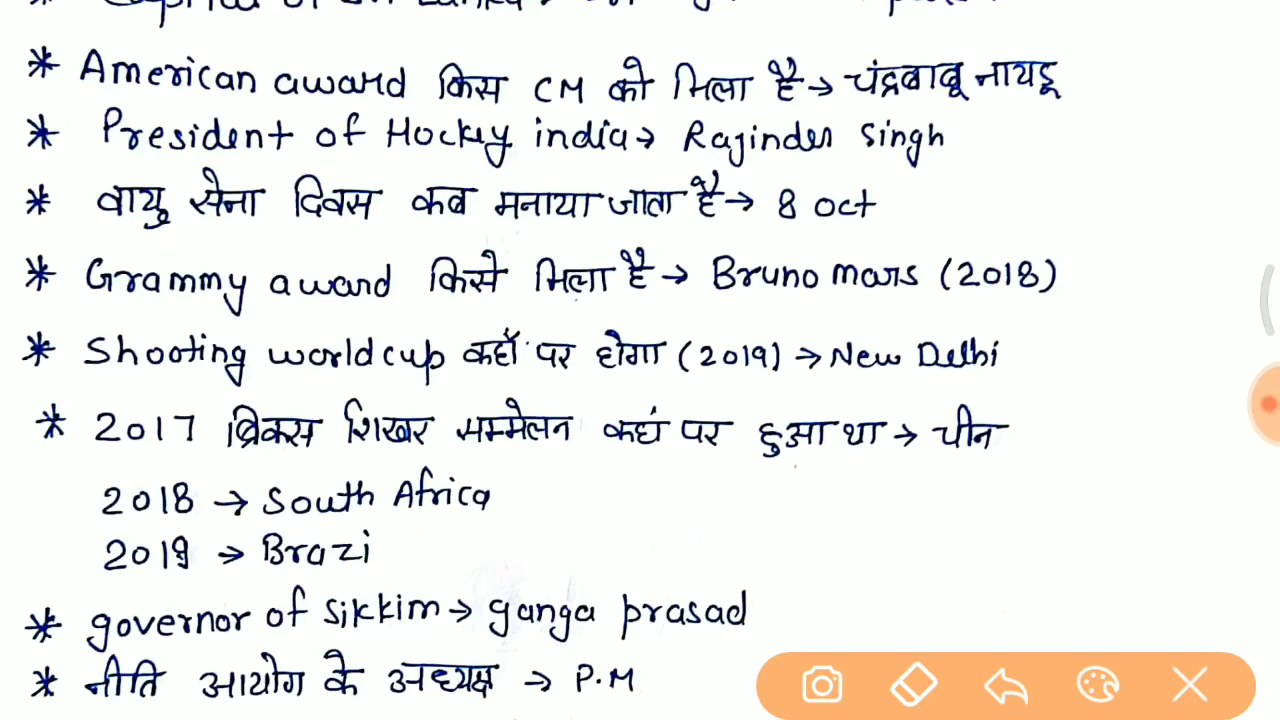 * American award किस CM को मिला है → चंद्रबाबू नायडू
* President of Hockey india → Rajinder Singh
* वायु सेना दिवस कब मनाया जाता है → 8 oct
* Grammy award किसे मिला है → Bruno mars (2018)
* Shooting world cup कहाँ पर होगा (2019) → New Delhi
* 2017 ब्रिक्स शिखर सम्मेलन कहां पर हुआ था → चीन
2018 → South Africa
2019 → Brazi
* governor of sikkim → ganga prasad
* नीति आयोग के अध्यक्ष → P.M